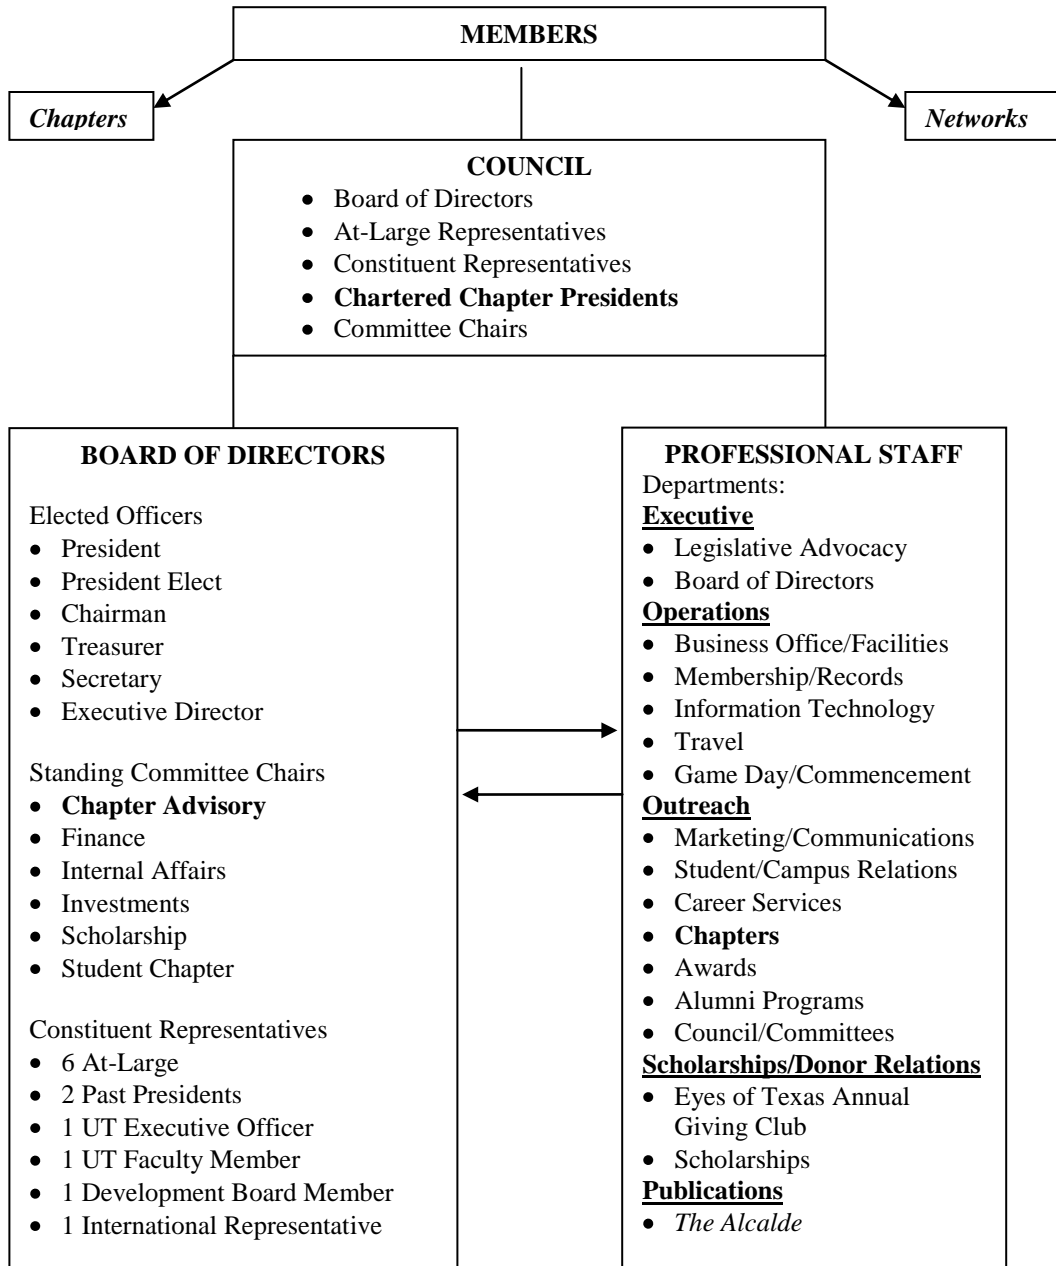 MEMBERS
Chapters
Networks
COUNCIL
• Board of Directors
• At-Large Representatives
• Constituent Representatives
• Chartered Chapter Presidents
• Committee Chairs
BOARD OF DIRECTORS
Elected Officers
• President
• President Elect
• Chairman
• Treasurer
• Secretary
• Executive Director
Standing Committee Chairs
• Chapter Advisory
• Finance
• Internal Affairs
• Investments
• Scholarship
• Student Chapter
Constituent Representatives
• 6 At-Large
• 2 Past Presidents
• 1 UT Executive Officer
• 1 UT Faculty Member
• 1 Development Board Member
• 1 International Representative
PROFESSIONAL STAFF
Departments:
Executive
• Legislative Advocacy
• Board of Directors
Operations
• Business Office/Facilities
• Membership/Records
• Information Technology
• Travel
• Game Day/Commencement
Outreach
• Marketing/Communications
• Student/Campus Relations
• Career Services
• Chapters
• Awards
• Alumni Programs
• Council/Committees
Scholarships/Donor Relations
• Eyes of Texas Annual
Giving Club
• Scholarships
Publications
• The Alcalde